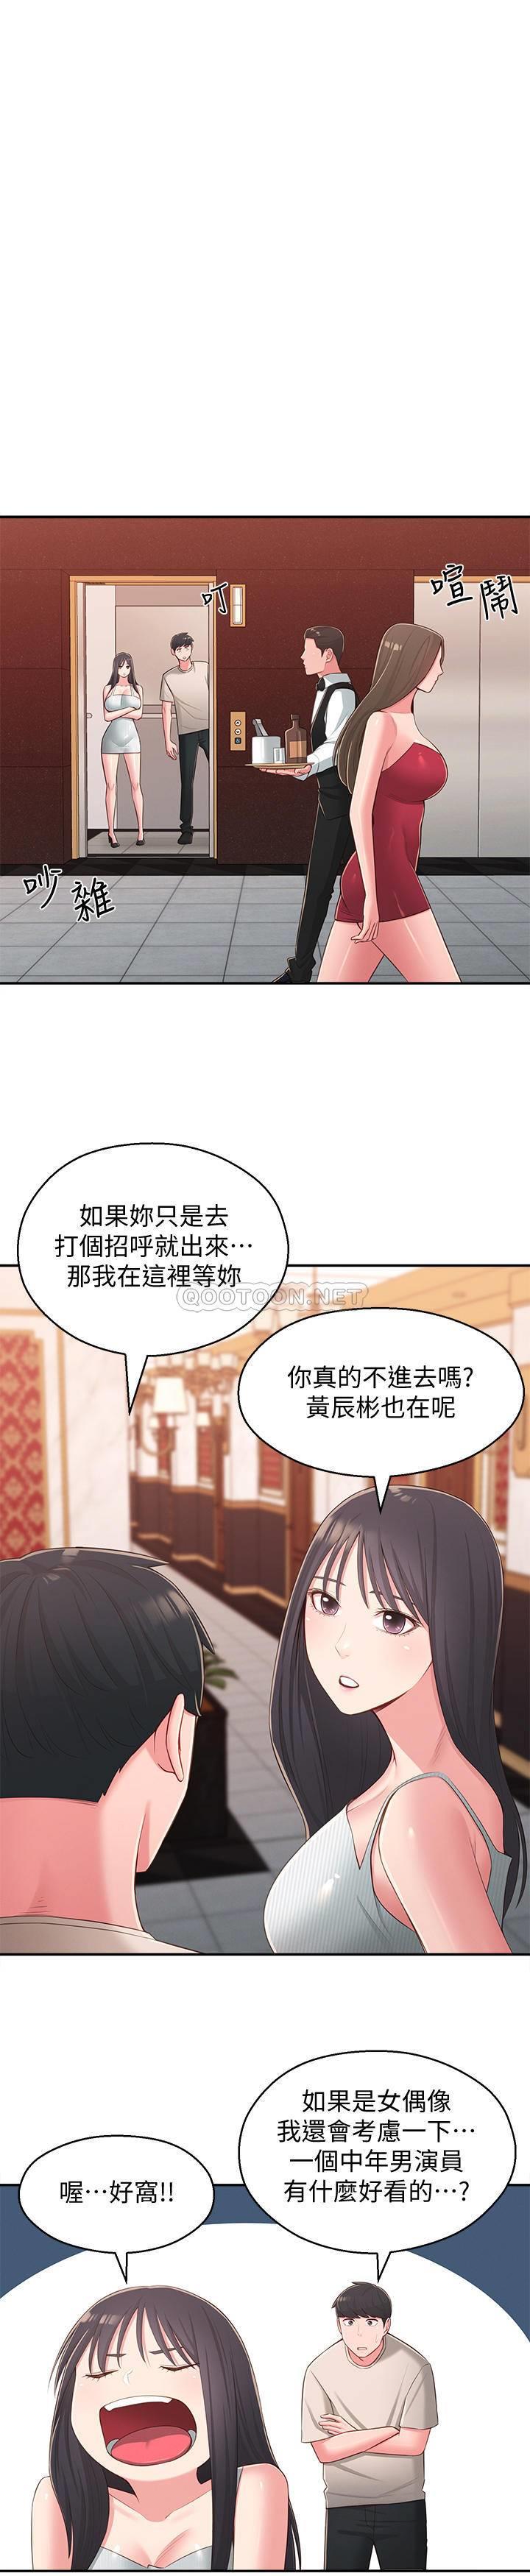 叮
喧鬧
吵雜
如果妳只是去
打個招呼就出來⋯
那我在這裡等妳
QOOTOON.NET
你真的不進去嗎?
黃辰彬也在呢
如果是女偶像
我還會考慮一下⋯
一個中年男演員
有什麼好看的⋯?
喔⋯好窩!!